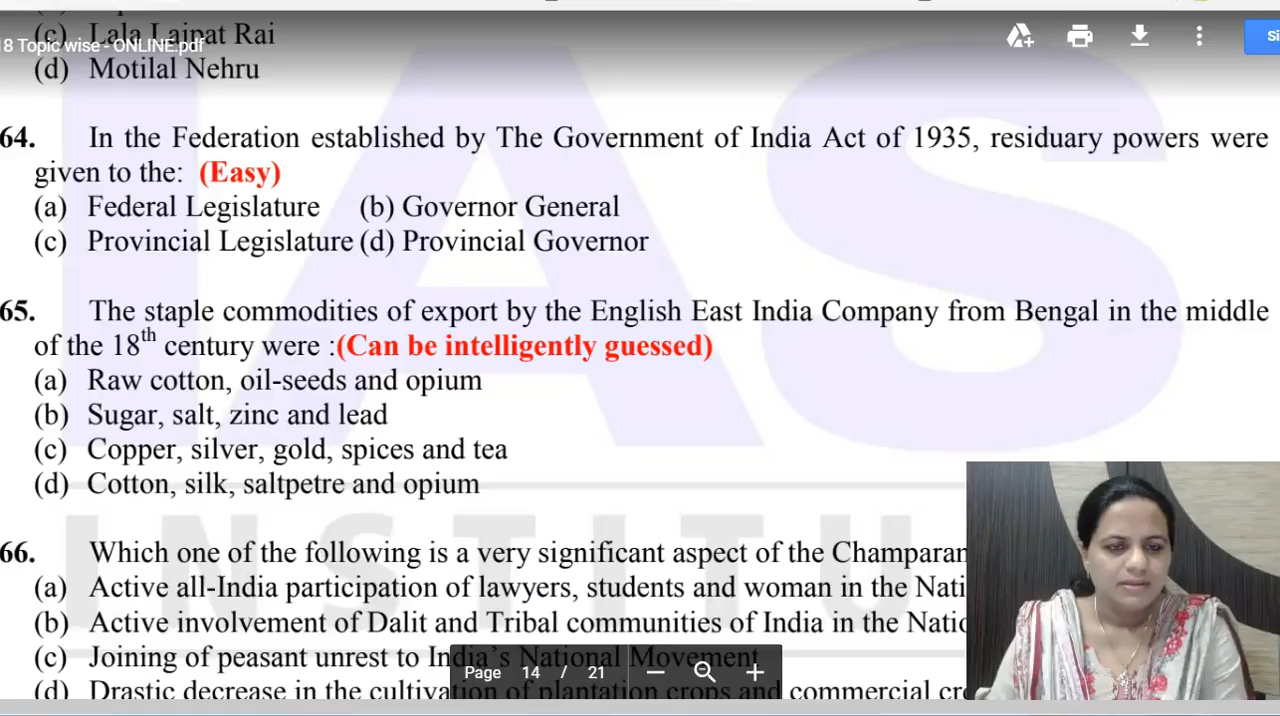 (c) Lala Lajpat Rai
18 Topic wise - ONLINE.pdf
Si
(d) Motilal Nehru
64. In the Federation established by The Government of India Act of 1935, residuary powers were
given to the: (Easy)
(a) Federal Legislature (b) Governor General
(c) Provincial Legislature (d) Provincial Governor
65. The staple commodities of export by the English East India Company from Bengal in the middle
of the 18th century were :(Can be intelligently guessed)
(a) Raw cotton, oil-seeds and opium
(b) Sugar, salt, zinc and lead
(c) Copper, silver, gold, spices and tea
(d) Cotton, silk, saltpetre and opium
66. Which one of the following is a very significant aspect of the Champaran
(a) Active all-India participation of lawyers, students and woman in the Nati
(b) Active involvement of Dalit and Tribal communities of India in the Natio
(c) Joining of peasant unrest to India's National Movement
Page 14 / 21
(d) Drastic decrease in the cultivation of plantation crops and commercial cr
IAS
INSTITU